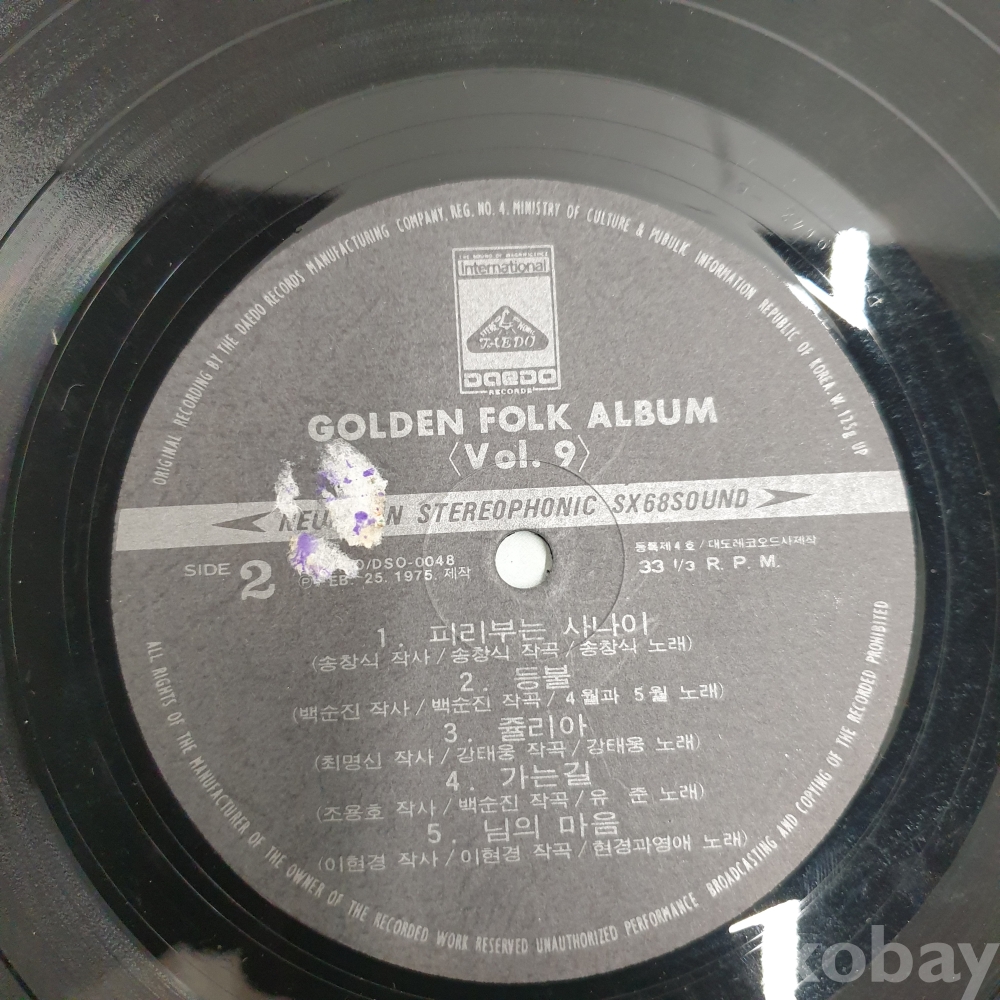 ORIGINAL RECORDING BY THE DAEDO RECORDS MANUFACTURING COMPANY. REG. NO. 4. MINISTRY OF CULTURE & PUBULK INFORMATION REPUBLIC OF KOREA
THE SOUND OF MAGNIFICENCE
International
TAEDO
DAEDO
RECORDS
GOLDEN FOLK ALBUM
〈Vol. 9〉
STEREOPHONIC SX68SOUND
SIDE 2
/DSO-0048
25. 1975. 제작
등록제4호/대도레코오드사제작
33 1/3 R. P. M.
1. 피리부는 사나이
(송창식 작사/송창식 작곡/송창식 노래)
2. 등불
(백순진 작사/백순진 작곡/4월과 5월 노래)
3. 쥴리아
(최명신 작사/강태웅 작곡/강태웅 노래)
4. 가는길
(조용호 작사/백순진 작곡/유 준 노래)
5. 님의 마음
(이현경 작사/이현경 작곡/현경과영애 노래)
ALL RIGHTS OF THE MANUFACTURER OF THE OWNER OF THE RECORDED WORK RESERVED UNAUTHORIZED PERFORMANCE BROADCASTING AND COPYING OF THE RECORDED PROHIBITED
kobay